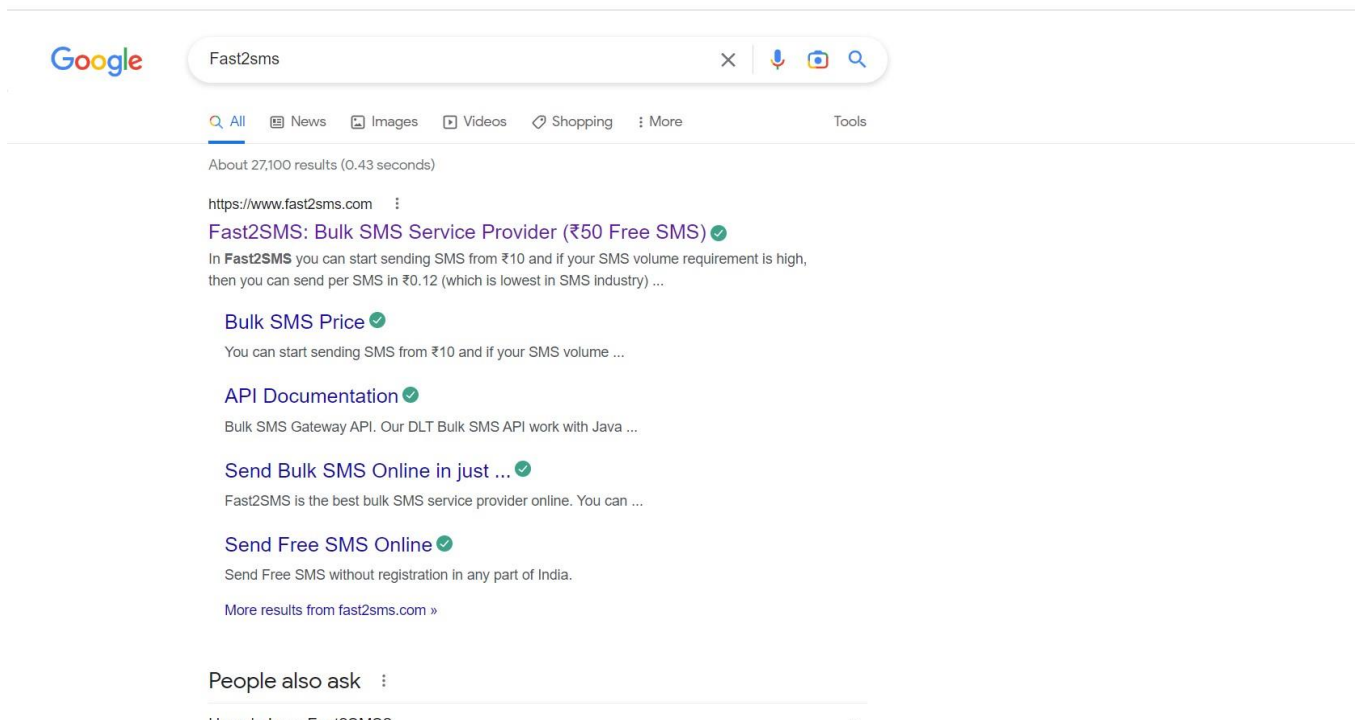 Google
Fast2sms
All News Images Videos Shopping More Tools
About 27,100 results (0.43 seconds)
https://www.fast2sms.com
Fast2SMS: Bulk SMS Service Provider (₹50 Free SMS)
In Fast2SMS you can start sending SMS from ₹10 and if your SMS volume requirement is high,
then you can send per SMS in ₹0.12 (which is lowest in SMS industry) ...
Bulk SMS Price
You can start sending SMS from ₹10 and if your SMS volume ...
API Documentation
Bulk SMS Gateway API. Our DLT Bulk SMS API work with Java ...
Send Bulk SMS Online in just ...
Fast2SMS is the best bulk SMS service provider online. You can ...
Send Free SMS Online
Send Free SMS without registration in any part of India.
More results from fast2sms.com »
People also ask